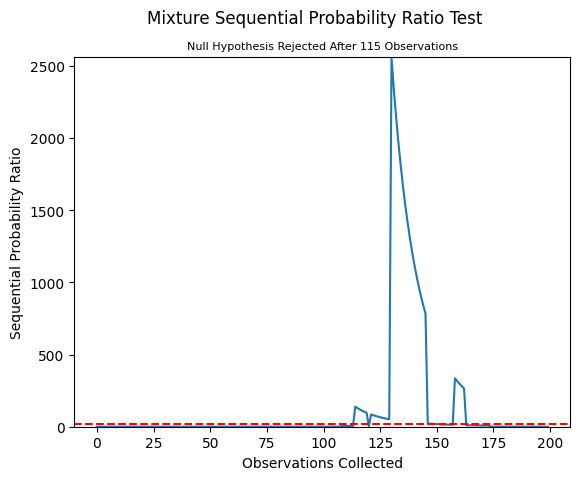 Mixture Sequential Probability Ratio Test
Null Hypothesis Rejected After 115 Observations
2500
2000
1500
1000
500
0
Sequential Probability Ratio
0 25 50 75 100 125 150 175 200
Observations Collected